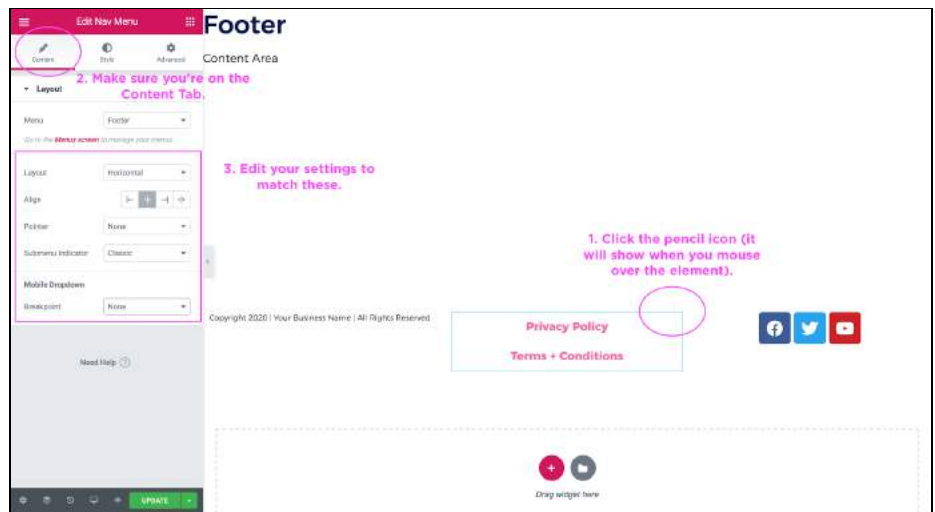 Edit Nav Menu
Content
Style
Advanced
Layout
Menu
Footer
Go to the Menus screen to manage your menus.
Layout
Horizontal
Align
Pointer
None
Submenu Indicator
Classic
Mobile Dropdown
Breakpoint
None
Need Help
UPDATE
Footer
Content Area
2. Make sure you're on the
Content Tab.
3. Edit your settings to
match these.
1. Click the pencil icon (it
will show when you mouse
over the element).
Copyright 2020 | Your Business Name | All Rights Reserved
Privacy Policy
Terms + Conditions
Drag widget here